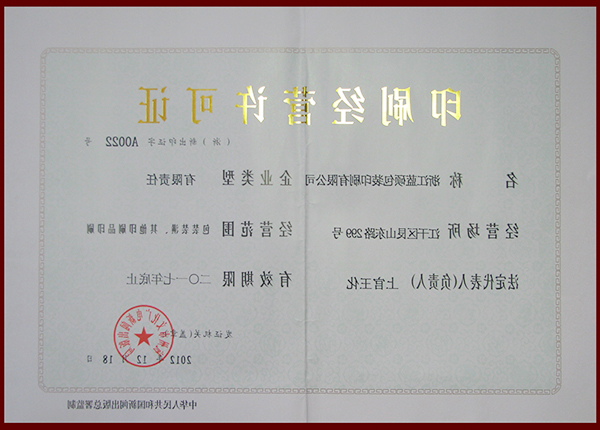 印刷经营许可证
(浙)新出印证字 A0022 号
名称 浙江蓝硕包装印刷有限公司 企业类型 有限责任
经营场所 江干区艮山东路299号 经营范围 包装装潢、其他印刷品印刷
法定代表人(负责人) 上官王化 有效期限 二〇一七年底止
发证机关(盖章)
2012 年 12 月 18 日
中华人民共和国新闻出版总署监制